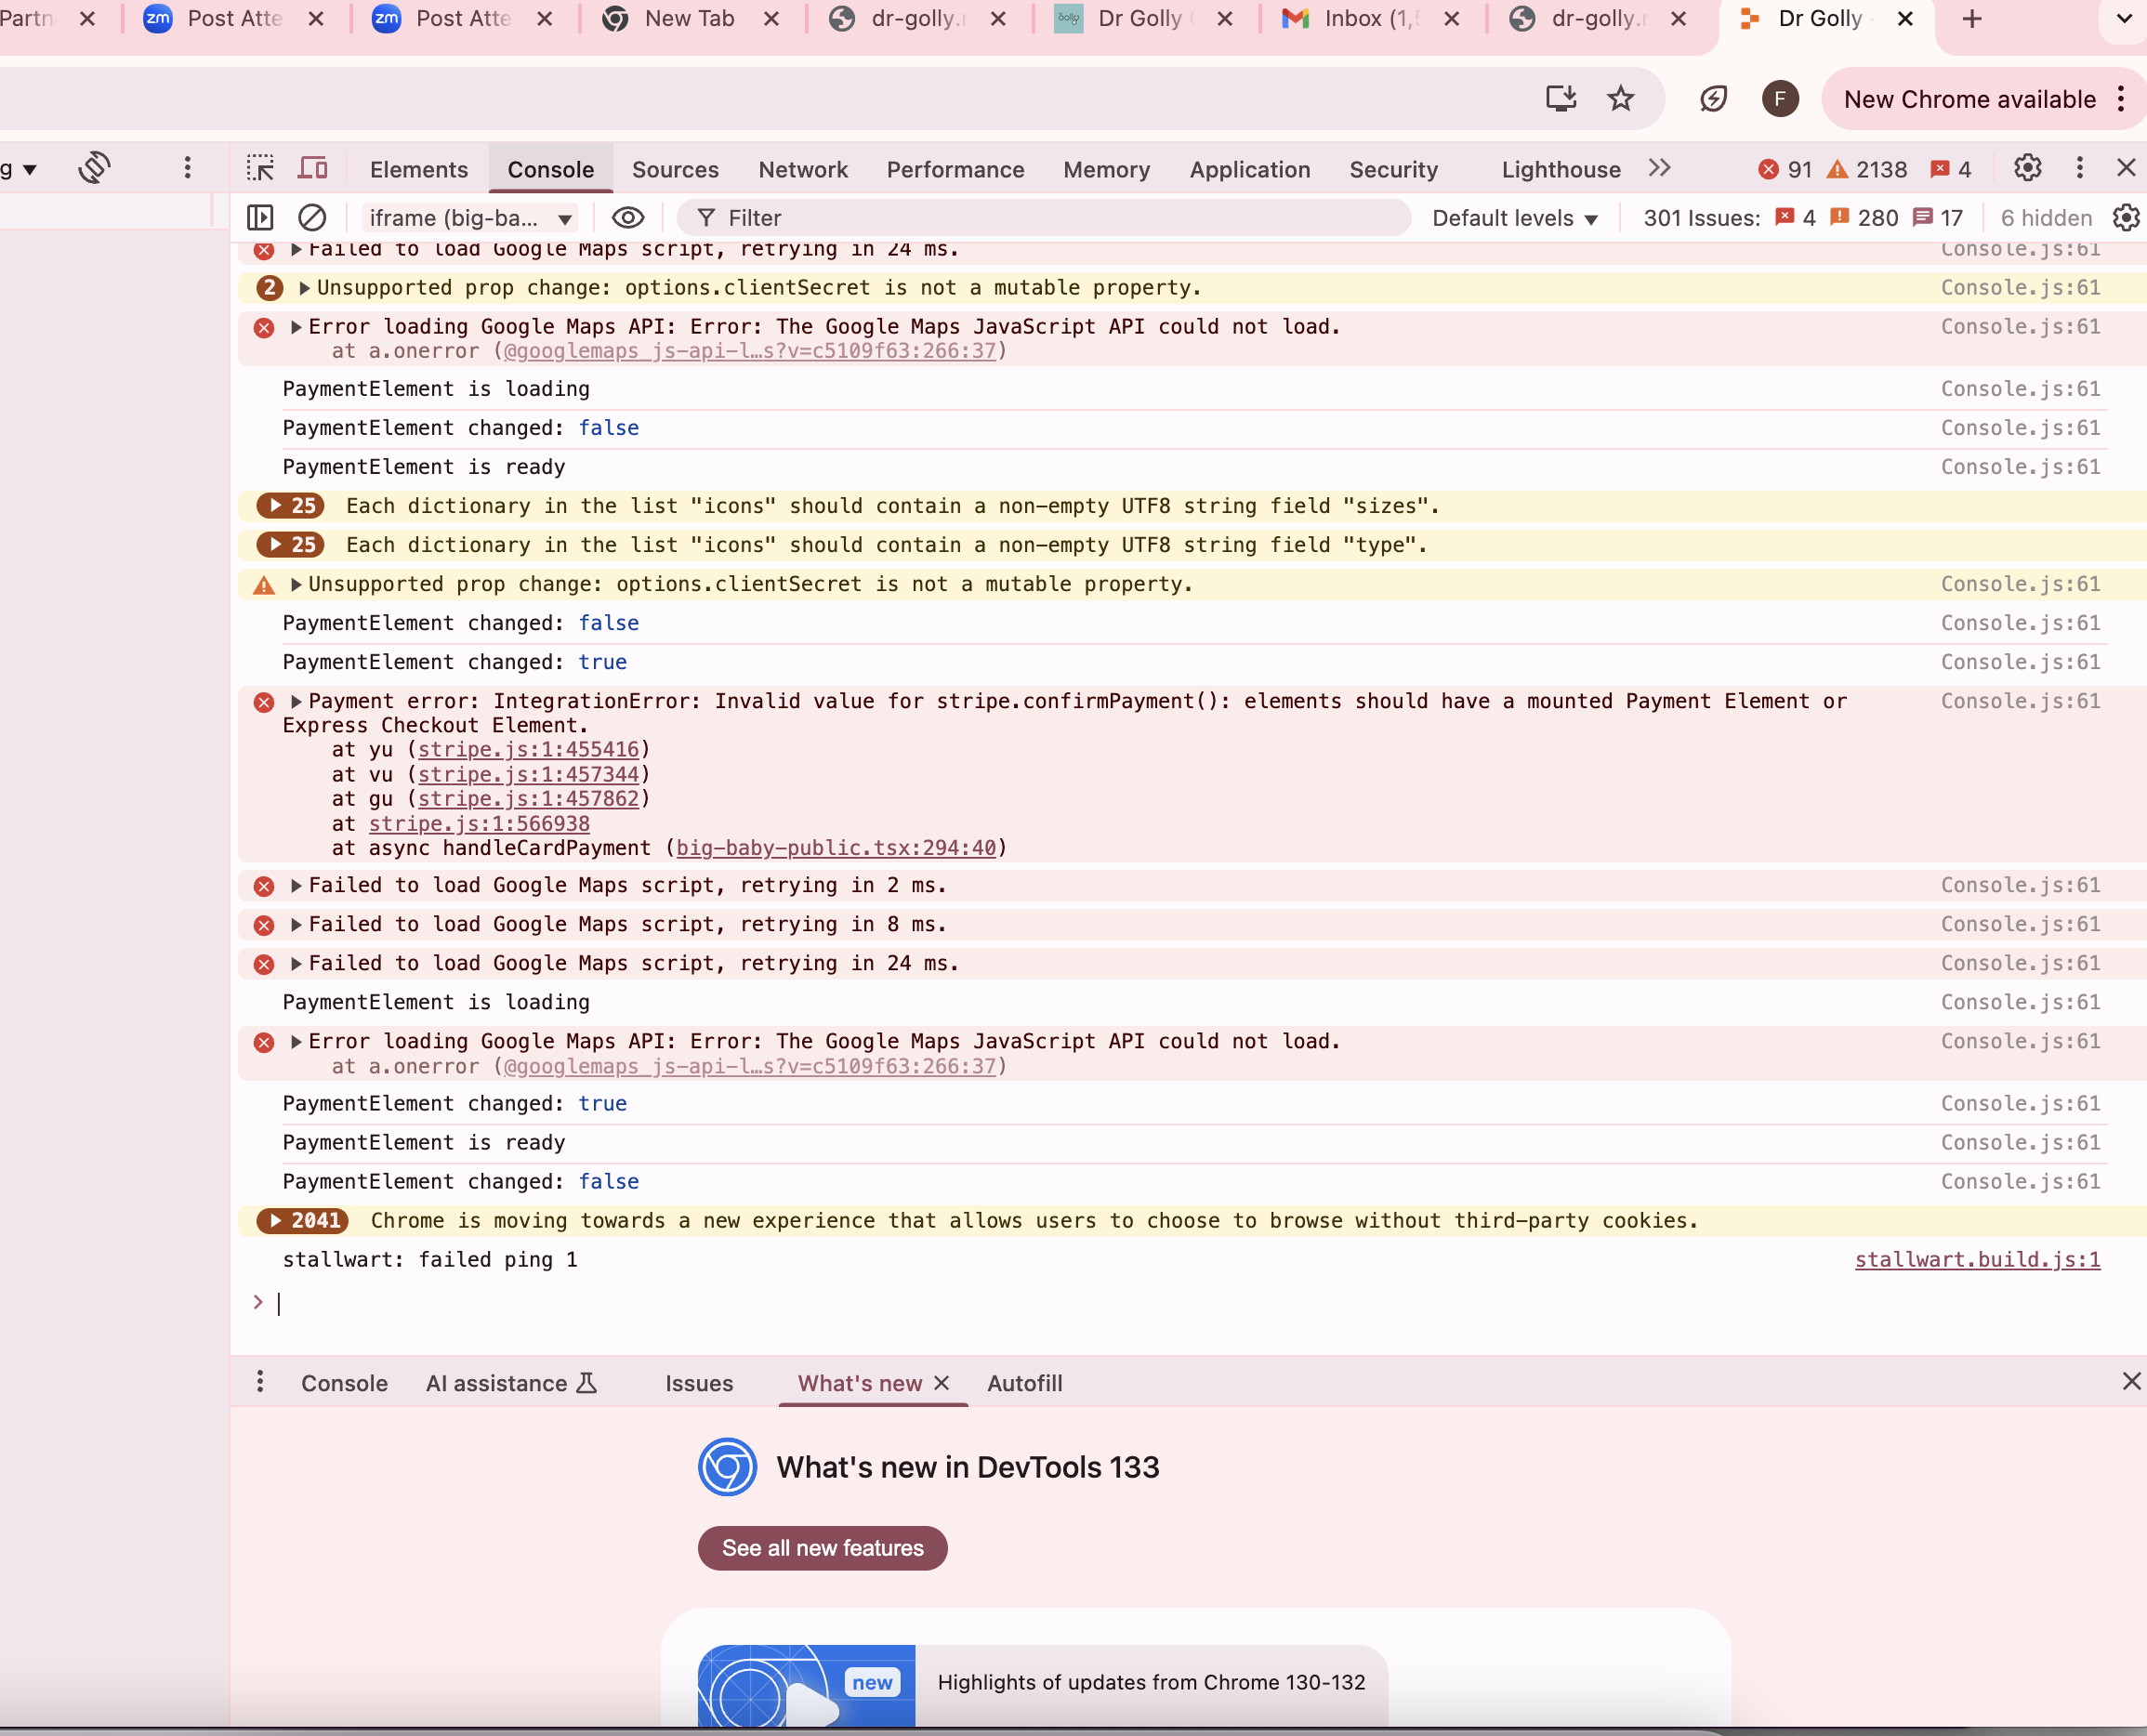 Partn
zm Post Atte
zm Post Atte
New Tab
dr-golly.r
Dr Golly
Inbox (1,5
dr-golly.r
Dr Golly -
F
New Chrome available
g
Elements
Console
Sources
Network
Performance
Memory
Application
Security
Lighthouse
91
2138
4
iframe (big-ba...
Filter
Default levels
301 Issues: 4 280 17
6 hidden
Failed to load Google Maps script, retrying in 24 ms. Console.js:61
2 Unsupported prop change: options.clientSecret is not a mutable property. Console.js:61
Error loading Google Maps API: Error: The Google Maps JavaScript API could not load. Console.js:61
at a.onerror (@googlemaps_js-api-l…s?v=c5109f63:266:37)
PaymentElement is loading Console.js:61
PaymentElement changed: false Console.js:61
PaymentElement is ready Console.js:61
25 Each dictionary in the list "icons" should contain a non-empty UTF8 string field "sizes".
25 Each dictionary in the list "icons" should contain a non-empty UTF8 string field "type".
Unsupported prop change: options.clientSecret is not a mutable property. Console.js:61
PaymentElement changed: false Console.js:61
PaymentElement changed: true Console.js:61
Payment error: IntegrationError: Invalid value for stripe.confirmPayment(): elements should have a mounted Payment Element or Console.js:61
Express Checkout Element.
at yu (stripe.js:1:455416)
at vu (stripe.js:1:457344)
at gu (stripe.js:1:457862)
at stripe.js:1:566938
at async handleCardPayment (big-baby-public.tsx:294:40)
Failed to load Google Maps script, retrying in 2 ms. Console.js:61
Failed to load Google Maps script, retrying in 8 ms. Console.js:61
Failed to load Google Maps script, retrying in 24 ms. Console.js:61
PaymentElement is loading Console.js:61
Error loading Google Maps API: Error: The Google Maps JavaScript API could not load. Console.js:61
at a.onerror (@googlemaps_js-api-l…s?v=c5109f63:266:37)
PaymentElement changed: true Console.js:61
PaymentElement is ready Console.js:61
PaymentElement changed: false Console.js:61
2041 Chrome is moving towards a new experience that allows users to choose to browse without third-party cookies.
stallwart: failed ping 1 stallwart.build.js:1
Console
AI assistance
Issues
What's new
Autofill
What's new in DevTools 133
See all new features
new
Highlights of updates from Chrome 130-132